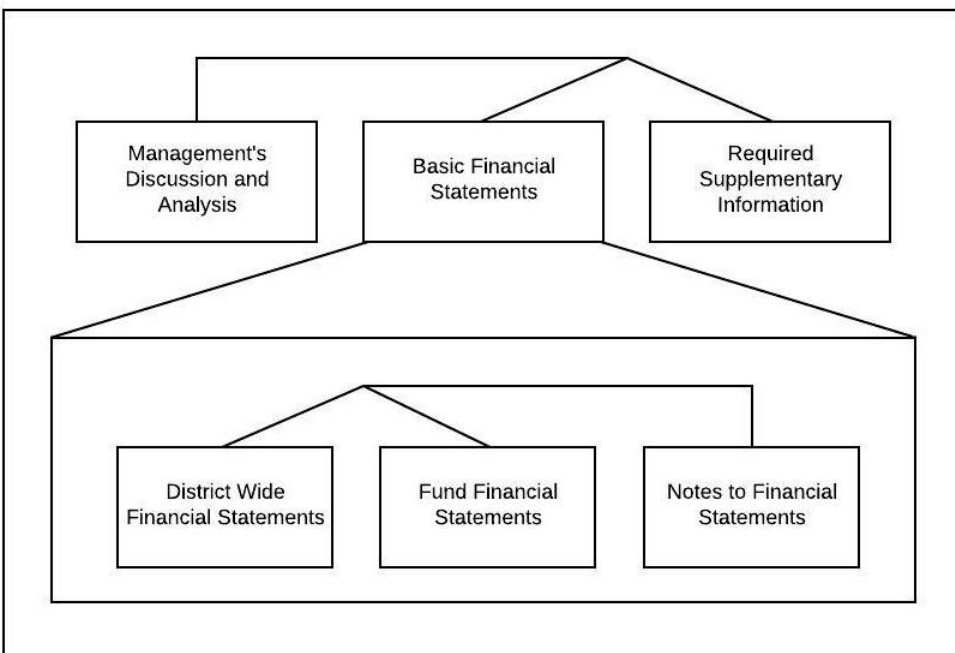 Management's
Discussion and
Analysis
Basic Financial
Statements
Required
Supplementary
Information
District Wide
Financial Statements
Fund Financial
Statements
Notes to Financial
Statements